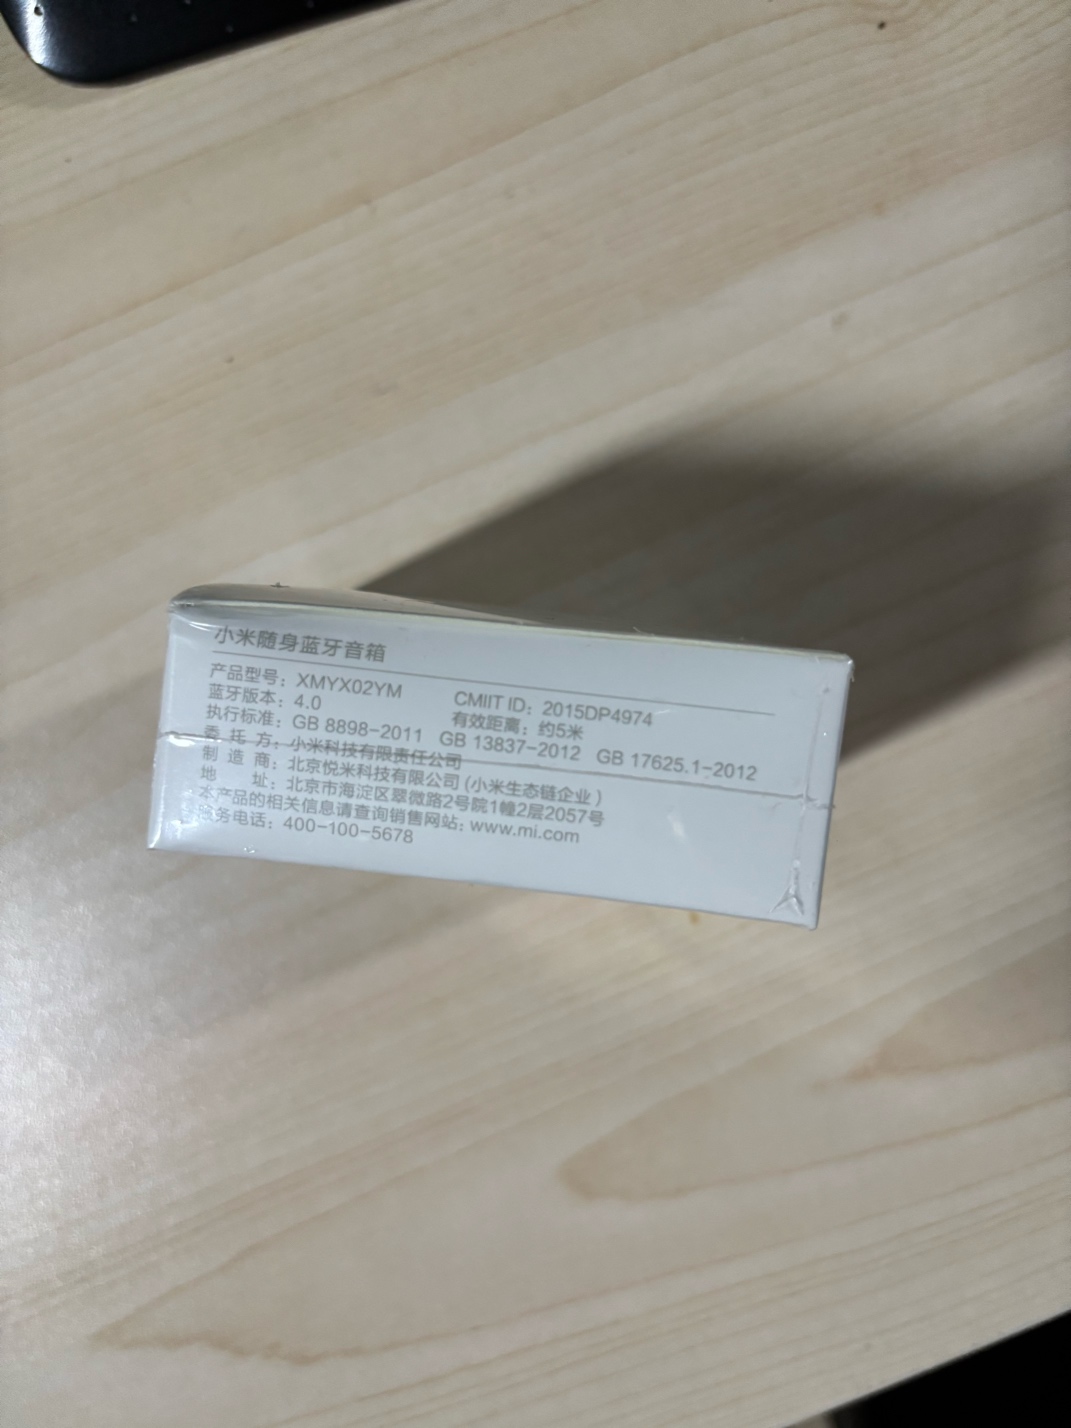 小米随身蓝牙音箱
产品型号：XMYX02YM CMIIT ID：2015DP4974
蓝牙版本：4.0 有效距离：约5米
执行标准：GB 8898-2011 GB 13837-2012 GB 17625.1-2012
委托方：小米科技有限责任公司
制造商：北京悦米科技有限公司(小米生态链企业)
地址：北京市海淀区翠微路2号院1幢2层2057号
本产品的相关信息请查询销售网站：www.mi.com
服务电话：400-100-5678